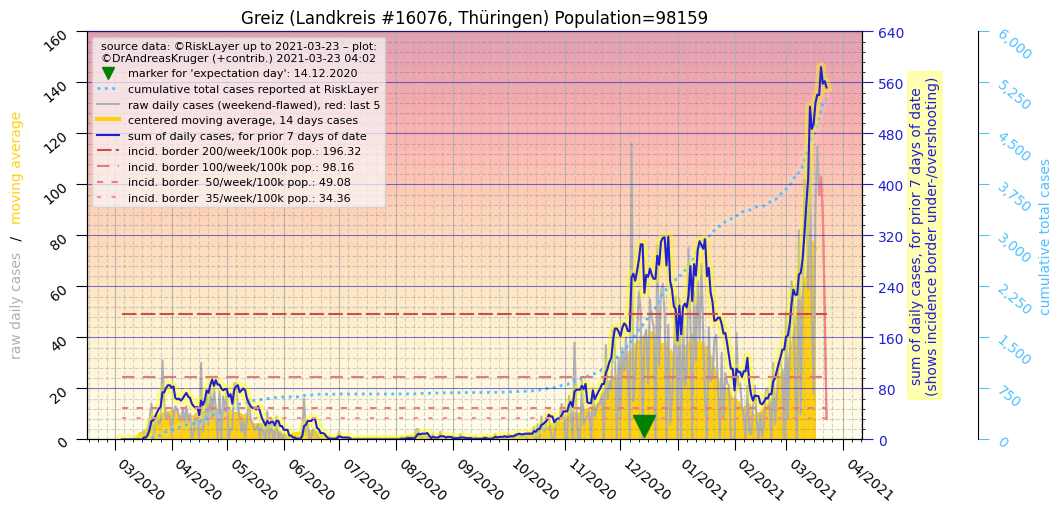 Greiz (Landkreis #16076, Thüringen) Population=98159
source data: ©RiskLayer up to 2021-03-23 – plot:
©DrAndreasKruger (+contrib.) 2021-03-23 04:02
marker for 'expectation day': 14.12.2020
cumulative total cases reported at RiskLayer
raw daily cases (weekend-flawed), red: last 5
centered moving average, 14 days cases
sum of daily cases, for prior 7 days of date
incid. border 200/week/100k pop.: 196.32
incid. border 100/week/100k pop.: 98.16
incid. border  50/week/100k pop.: 49.08
incid. border  35/week/100k pop.: 34.36
raw daily cases / moving average
160
140
120
100
80
60
40
20
0
03/2020
04/2020
05/2020
06/2020
07/2020
08/2020
09/2020
10/2020
11/2020
12/2020
01/2021
02/2021
03/2021
04/2021
640
560
480
400
320
240
160
80
0
sum of daily cases, for prior 7 days of date
(shows incidence border under-/overshooting)
6,000
5,250
4,500
3,750
3,000
2,250
1,500
750
0
cumulative total cases